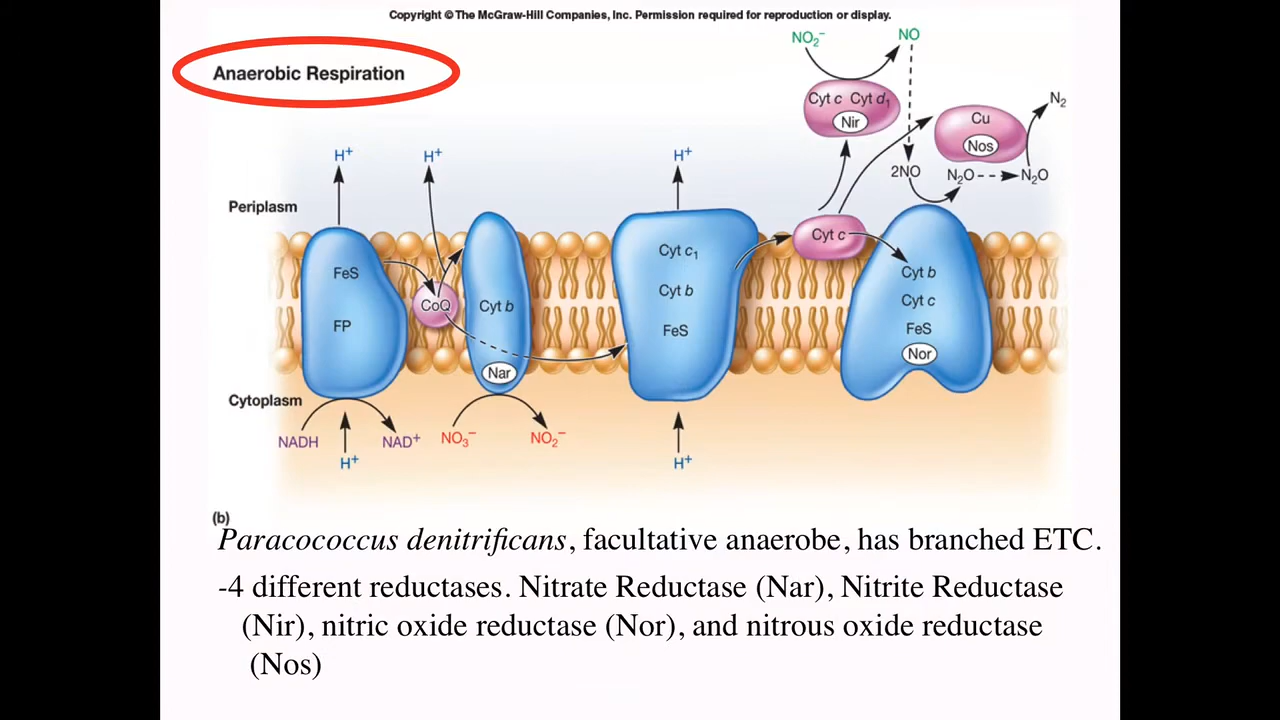 Copyright © The McGraw-Hill Companies, Inc. Permission required for reproduction or display.
Anaerobic Respiration
NO₂⁻
NO
Cyt c Cyt d₁
Nir
Cu
Nos
N₂
2NO
N₂O
N₂O
H⁺
H⁺
H⁺
Periplasm
FeS
FP
CoQ
Cyt b
Nar
Cyt c₁
Cyt b
FeS
Cyt c
Cyt b
Cyt c
FeS
Nor
Cytoplasm
NADH
NAD⁺
NO₃⁻
NO₂⁻
H⁺
H⁺
(b)
Paracococcus denitrificans, facultative anaerobe, has branched ETC.
-4 different reductases. Nitrate Reductase (Nar), Nitrite Reductase
(Nir), nitric oxide reductase (Nor), and nitrous oxide reductase
(Nos)